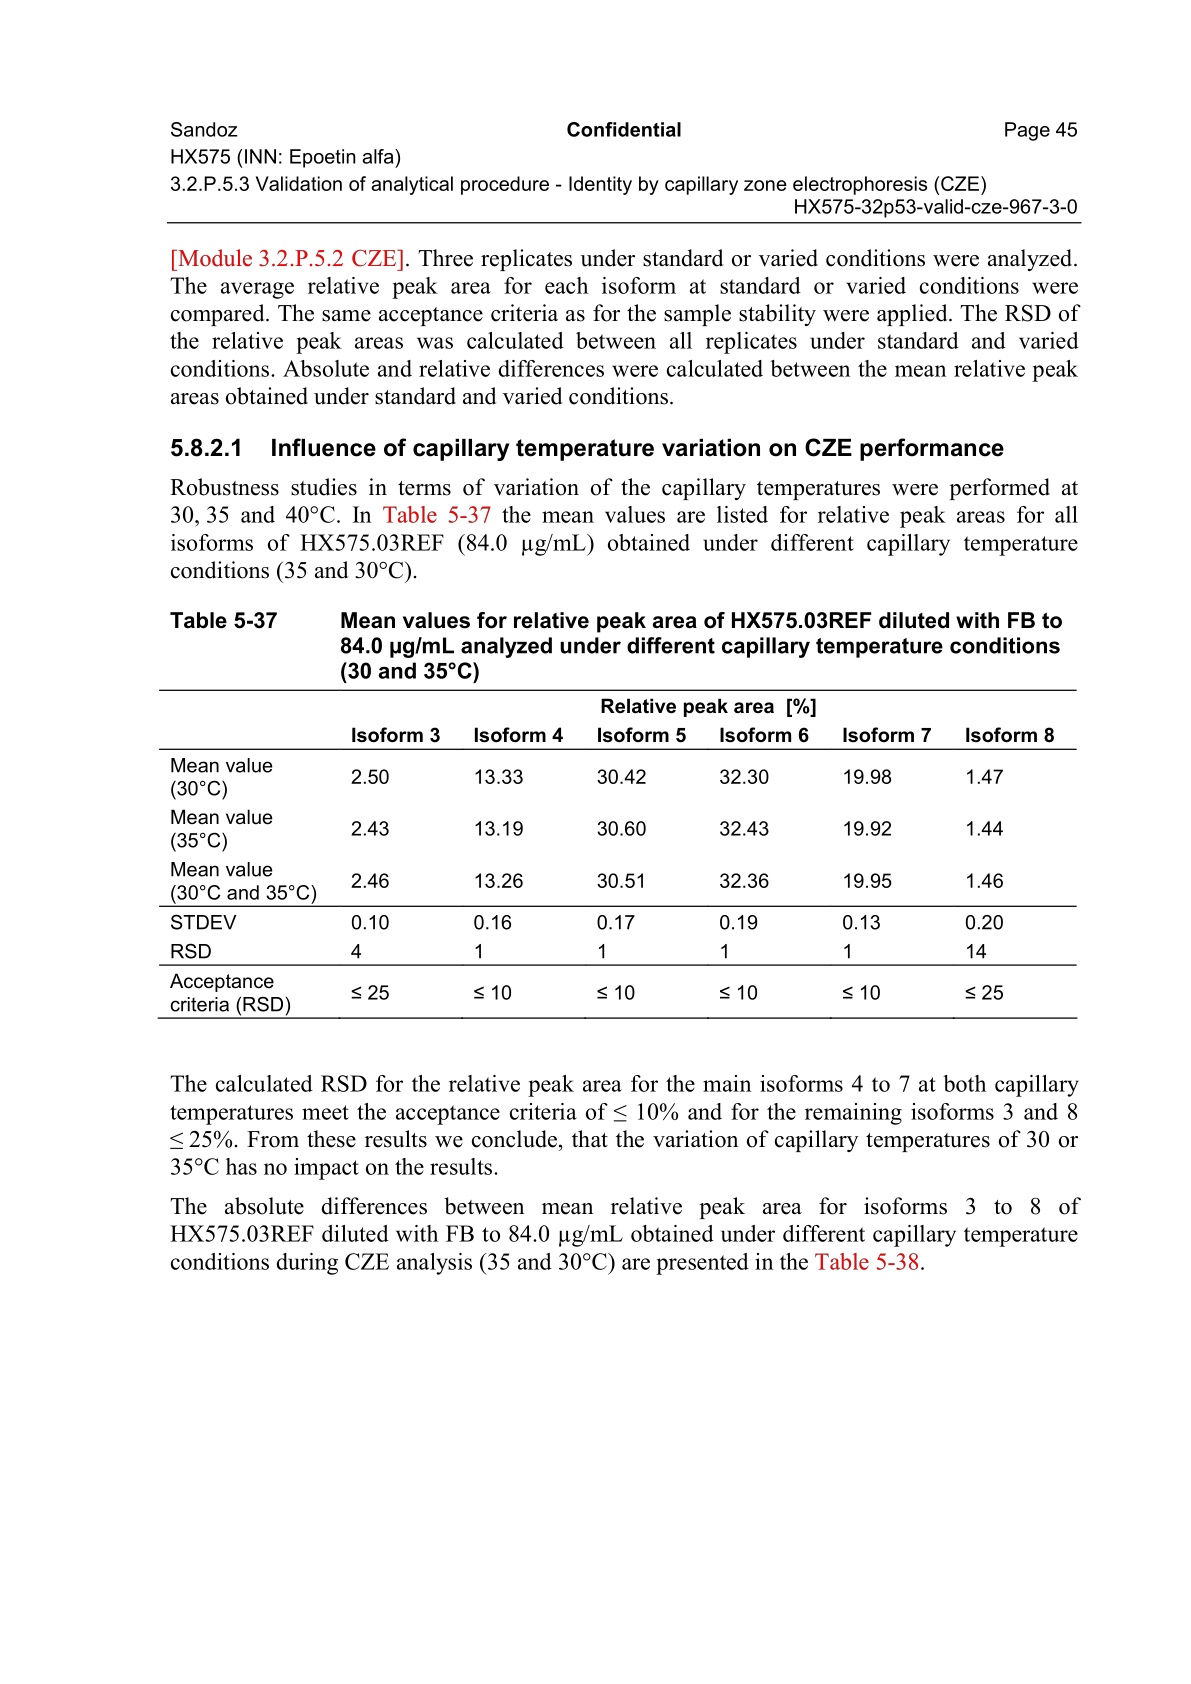 Sandoz Confidential Page 45
HX575 (INN: Epoetin alfa)
3.2.P.5.3 Validation of analytical procedure - Identity by capillary zone electrophoresis (CZE)
HX575-32p53-valid-cze-967-3-0
[Module 3.2.P.5.2 CZE]. Three replicates under standard or varied conditions were analyzed.
The average relative peak area for each isoform at standard or varied conditions were
compared. The same acceptance criteria as for the sample stability were applied. The RSD of
the relative peak areas was calculated between all replicates under standard and varied
conditions. Absolute and relative differences were calculated between the mean relative peak
areas obtained under standard and varied conditions.
5.8.2.1 Influence of capillary temperature variation on CZE performance
Robustness studies in terms of variation of the capillary temperatures were performed at
30, 35 and 40°C. In Table 5-37 the mean values are listed for relative peak areas for all
isoforms of HX575.03REF (84.0 µg/mL) obtained under different capillary temperature
conditions (35 and 30°C).
Table 5-37 Mean values for relative peak area of HX575.03REF diluted with FB to
84.0 µg/mL analyzed under different capillary temperature conditions
(30 and 35°C)
Relative peak area [%]
Isoform 3 Isoform 4 Isoform 5 Isoform 6 Isoform 7 Isoform 8
Mean value
(30°C) 2.50 13.33 30.42 32.30 19.98 1.47
Mean value
(35°C) 2.43 13.19 30.60 32.43 19.92 1.44
Mean value
(30°C and 35°C) 2.46 13.26 30.51 32.36 19.95 1.46
STDEV 0.10 0.16 0.17 0.19 0.13 0.20
RSD 4 1 1 1 1 14
Acceptance
criteria (RSD) ≤ 25 ≤ 10 ≤ 10 ≤ 10 ≤ 10 ≤ 25
The calculated RSD for the relative peak area for the main isoforms 4 to 7 at both capillary
temperatures meet the acceptance criteria of ≤ 10% and for the remaining isoforms 3 and 8
≤ 25%. From these results we conclude, that the variation of capillary temperatures of 30 or
35°C has no impact on the results.
The absolute differences between mean relative peak area for isoforms 3 to 8 of
HX575.03REF diluted with FB to 84.0 µg/mL obtained under different capillary temperature
conditions during CZE analysis (35 and 30°C) are presented in the Table 5-38.